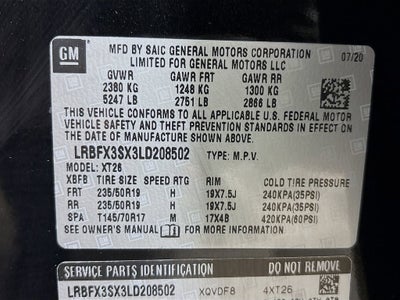 GM
MFD BY SAIC GENERAL MOTORS CORPORATION
LIMITED FOR GENERAL MOTORS LLC
07/20
GVWR GAWR FRT GAWR RR
2380 KG 1248 KG 1300 KG
5247 LB 2751 LB 2866 LB
THIS VEHICLE CONFORMS TO ALL APPLICABLE U.S. FEDERAL MOTOR
VEHICLE SAFETY AND THEFT PREVENTION STANDARDS IN EFFECT ON
THE DATE OF MANUFACTURE SHOWN ABOVE.
LRBFX3SX3LD208502 TYPE: M.P.V.
MODEL: XT26
XBFB TIRE SIZE SPEED RTG RIM COLD TIRE PRESSURE
FRT 235/50R19 H 19X7.5J 240KPA(35PSI)
RR 235/50R19 H 19X7.5J 240KPA(35PSI)
SPA T145/70R17 M 17X4B 420KPA(60PSI)
SEE OWNER'S MANUAL FOR MORE INFORMATION.
SERVICE PARTS IDENTIFICATION DO NOT REMOVE
LRBFX3SX3LD208502 XQVDF8 4XT26